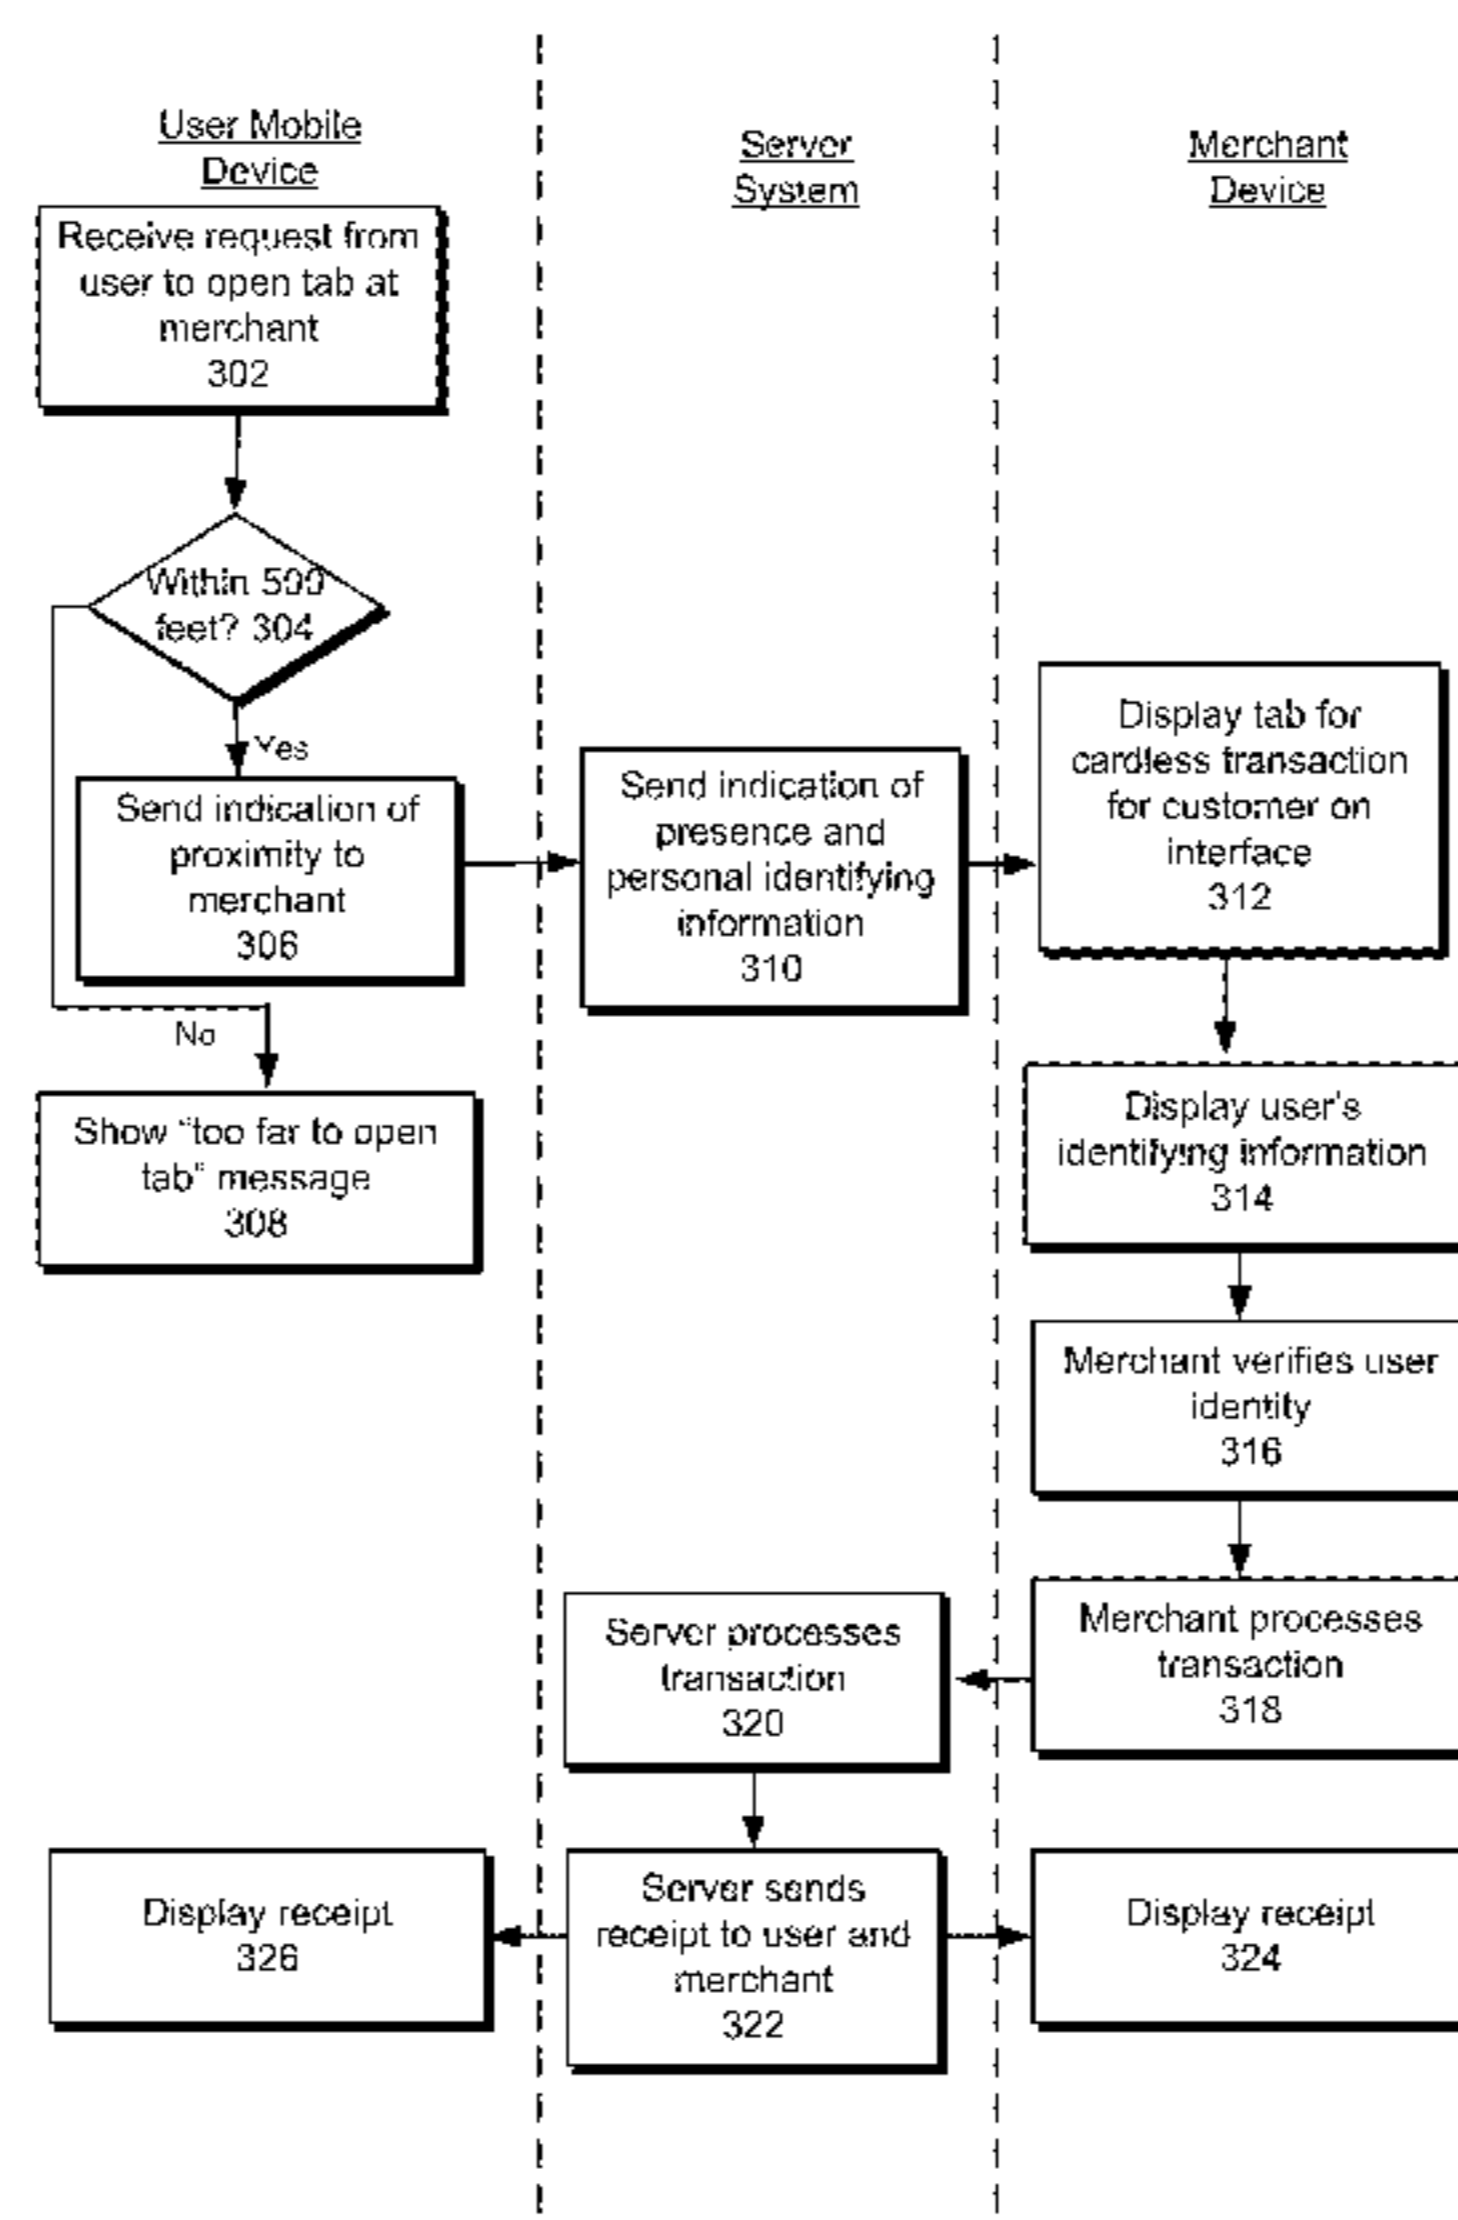 User Mobile
Device
Server
System
Merchant
Device
Receive request from
user to open tab at
merchant
302
Within 500
feet? 304
Yes
Send indication of
proximity to
merchant
306
No
Show "too far to open
tab" message
308
Send indication of
presence and
personal identifying
information
310
Display tab for
cardless transaction
for customer on
interface
312
Display user's
identifying information
314
Merchant verifies user
identity
316
Merchant processes
transaction
318
Server processes
transaction
320
Server sends
receipt to user and
merchant
322
Display receipt
326
Display receipt
324